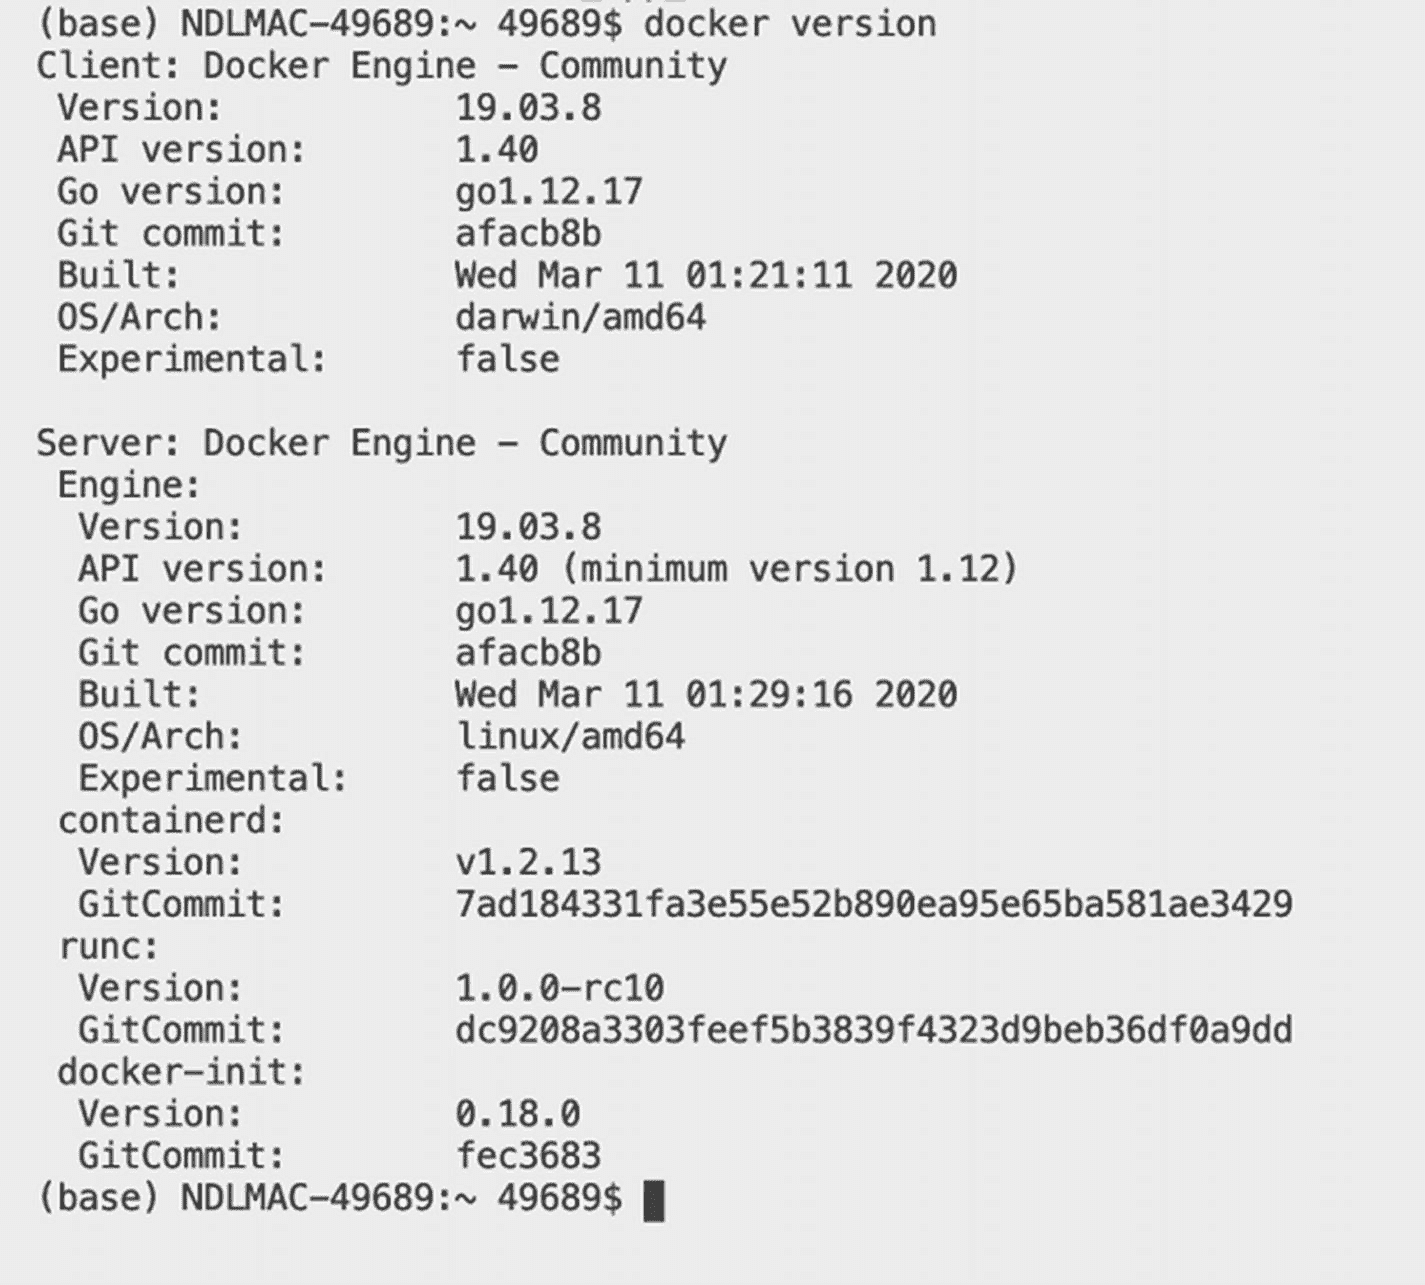 (base) NDLMAC-49689:~ 49689$ docker version
Client: Docker Engine - Community
 Version:           19.03.8
 API version:       1.40
 Go version:        go1.12.17
 Git commit:        afacb8b
 Built:             Wed Mar 11 01:21:11 2020
 OS/Arch:           darwin/amd64
 Experimental:      false

Server: Docker Engine - Community
 Engine:
  Version:          19.03.8
  API version:      1.40 (minimum version 1.12)
  Go version:       go1.12.17
  Git commit:       afacb8b
  Built:            Wed Mar 11 01:29:16 2020
  OS/Arch:          linux/amd64
  Experimental:     false
 containerd:
  Version:          v1.2.13
  GitCommit:        7ad184331fa3e55e52b890ea95e65ba581ae3429
 runc:
  Version:          1.0.0-rc10
  GitCommit:        dc9208a3303feef5b3839f4323d9beb36df0a9dd
 docker-init:
  Version:          0.18.0
  GitCommit:        fec3683
(base) NDLMAC-49689:~ 49689$